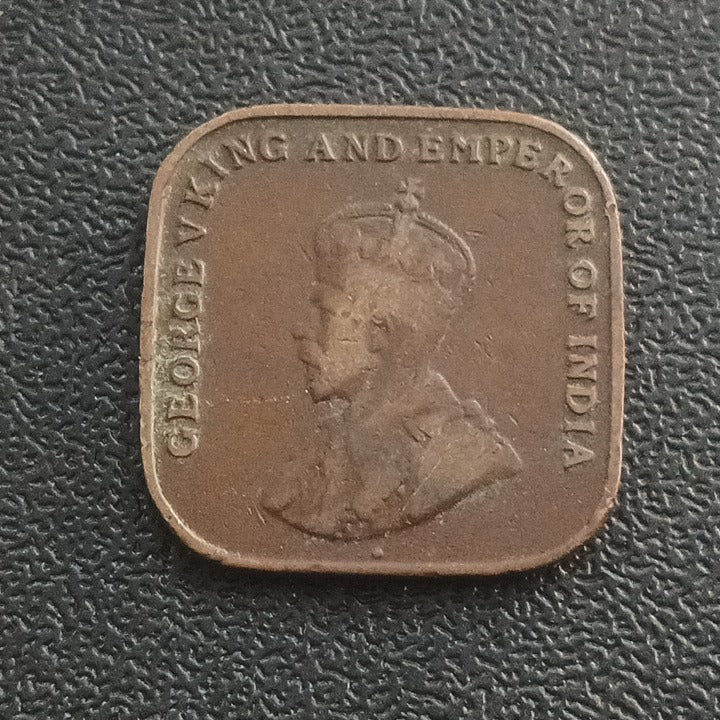 GEORGE V KING AND EMPEROR OF INDIA